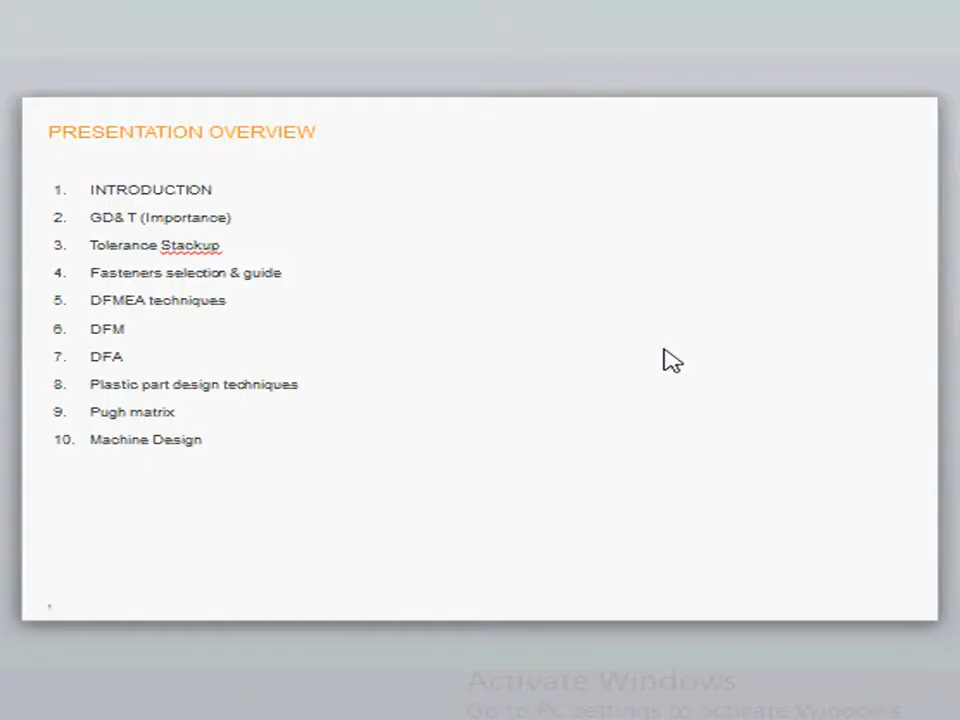 PRESENTATION OVERVIEW
1. INTRODUCTION
2. GD& T (Importance)
3. Tolerance Stackup
4. Fasteners selection & guide
5. DFMEA techniques
6. DFM
7. DFA
8. Plastic part design techniques
9. Pugh matrix
10. Machine Design
Activate Windows
Go to PC settings to activate Windows